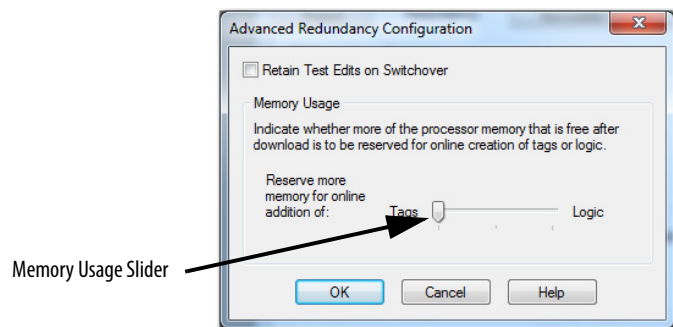 Advanced Redundancy Configuration
Retain Test Edits on Switchover
Memory Usage
Indicate whether more of the processor memory that is free after
download is to be reserved for online creation of tags or logic.
Reserve more
memory for online
addition of:
Tags
Logic
Memory Usage Slider
OK
Cancel
Help